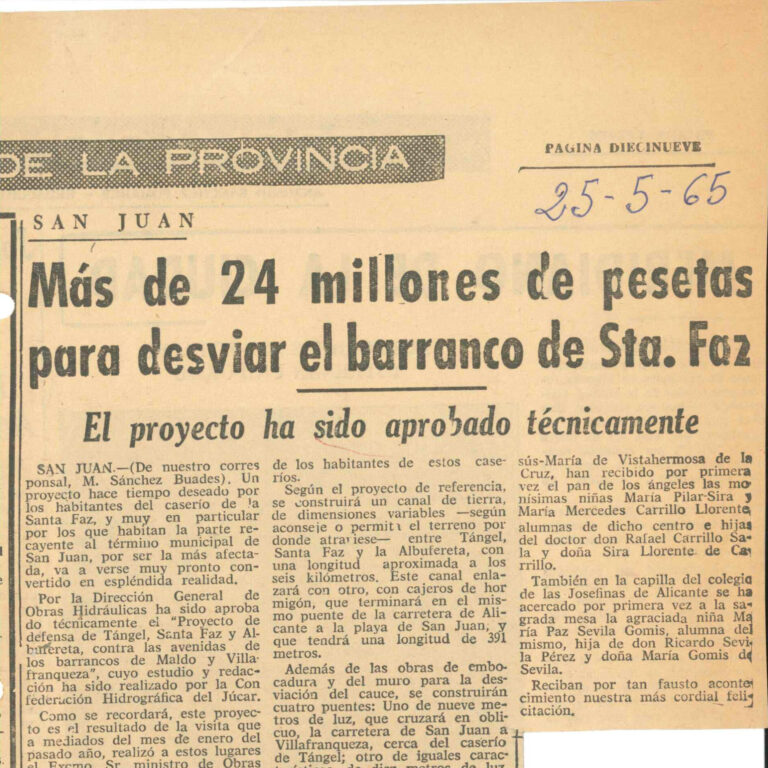 DE LA PROVINCIA
PAGINA DIECINUEVE
25-5-65
SAN JUAN
Más de 24 millones de pesetas
para desviar el barranco de Sta. Faz
El proyecto ha sido aprobado técnicamente
SAN JUAN.—(De nuestro corres
ponsal, M. Sánchez Buades). Un
proyecto hace tiempo deseado por
los habitantes del caserío de la
Santa Faz, y muy en particular
por los que habitan la parte re-
cayente al término municipal de
San Juan, por ser la más afecta-
da, va a verse muy pronto con-
vertido en espléndida realidad.
Por la Dirección General de
Obras Hidráulicas ha sido aproba
do técnicamente el "Proyecto de
defensa de Tángel, Santa Faz y Al-
bufereta, contra las avenidas de
los barrancos de Maldo y Villa-
franqueza", cuyo estudio y redac-
ción ha sido realizado por la Con
federación Hidrográfica del Júcar.
Como se recordará, este proyec-
to es el resultado de la visita que
a mediados del mes de enero del
pasado año, realizó a estos lugares
el Excmo. Sr. ministro de Obras
de los habitantes de estos case-
ríos.
Según el proyecto de referencia,
se construirá un canal de tierra,
de dimensiones variables —según
aconseje o permita el terreno por
donde atraviese— entre Tángel,
Santa Faz y la Albufereta, con
una longitud aproximada a los
seis kilómetros. Este canal enla-
zará con otro, con cajeros de hor
migón, que terminará en el mis-
mo puente de la carretera de Ali-
cante a la playa de San Juan, y
que tendrá una longitud de 391
metros.
Además de las obras de embo-
cadura y del muro para la des-
viación del cauce, se construirán
cuatro puentes: Uno de nueve me-
tros de luz, que cruzará en obli-
cuo, la carretera de San Juan a
Villafranqueza, cerca del caserío
de Tángel; otro de iguales carac-
sús-María de Vistahermosa de la
Cruz, han recibido por primera
vez el pan de los ángeles las mo
nísimas niñas María Pilar-Sira y
María Mercedes Carrillo Llorente,
alumnas de dicho centro e hijas
del doctor don Rafael Carrillo Sa-
la y doña Sira Llorente de Ca-
rrillo.
También en la capilla del colegio
de las Josefinas de Alicante se ha
acercado por primera vez a la sa-
grada mesa la agraciada niña Ma
ría Paz Sevila Gomis, alumna del
mismo, hija de don Ricardo Sevi
la Pérez y doña María Gomis de
Sevila.
Reciban por tan fausto aconte
cimiento nuestra más cordial feli
citación.